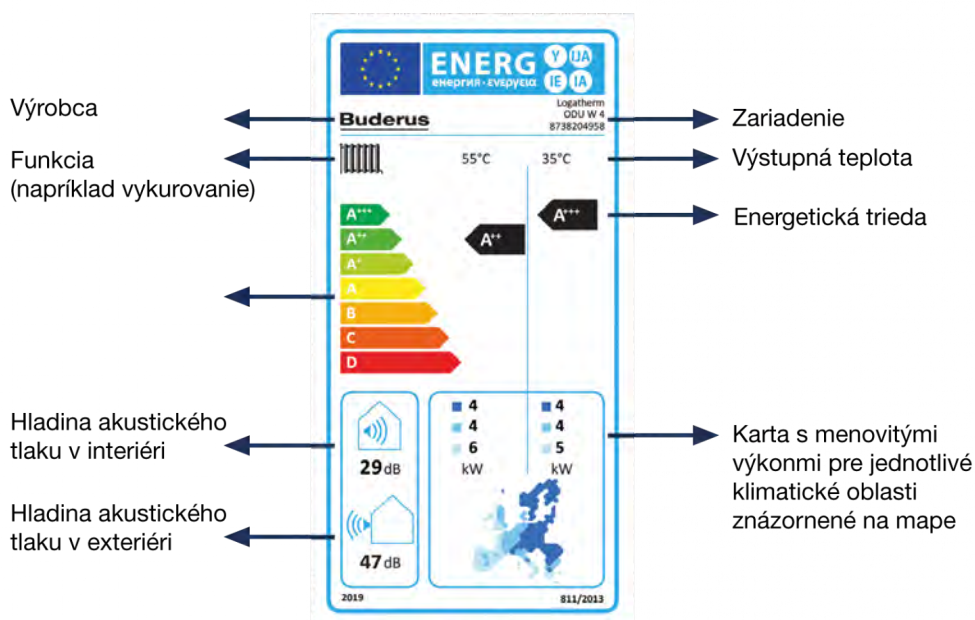 ENERG
енергия · ενεργεια
Y
IJA
IE
IA
Výrobca
Buderus
Logatherm
ODU W 4
8738204958
Zariadenie
Funkcia
(napríklad vykurovanie)
55°C
35°C
Výstupná teplota
A+++
A++
A+
A
B
C
D
A++
A+++
Energetická trieda
Hladina akustického
tlaku v interiéri
29 dB
Hladina akustického
tlaku v exteriéri
47 dB
4
4
6
kW
4
4
5
kW
Karta s menovitými
výkonmi pre jednotlivé
klimatické oblasti
znázornené na mape
2019
811/2013